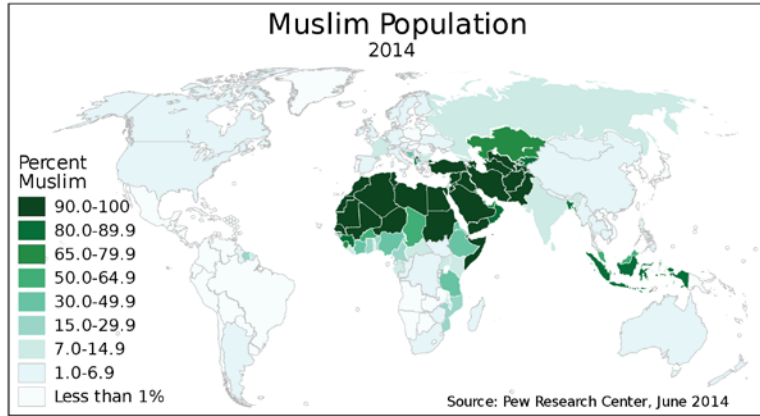 Muslim Population
2014
Percent
Muslim
90.0-100
80.0-89.9
65.0-79.9
50.0-64.9
30.0-49.9
15.0-29.9
7.0-14.9
1.0-6.9
Less than 1%
Source: Pew Research Center, June 2014